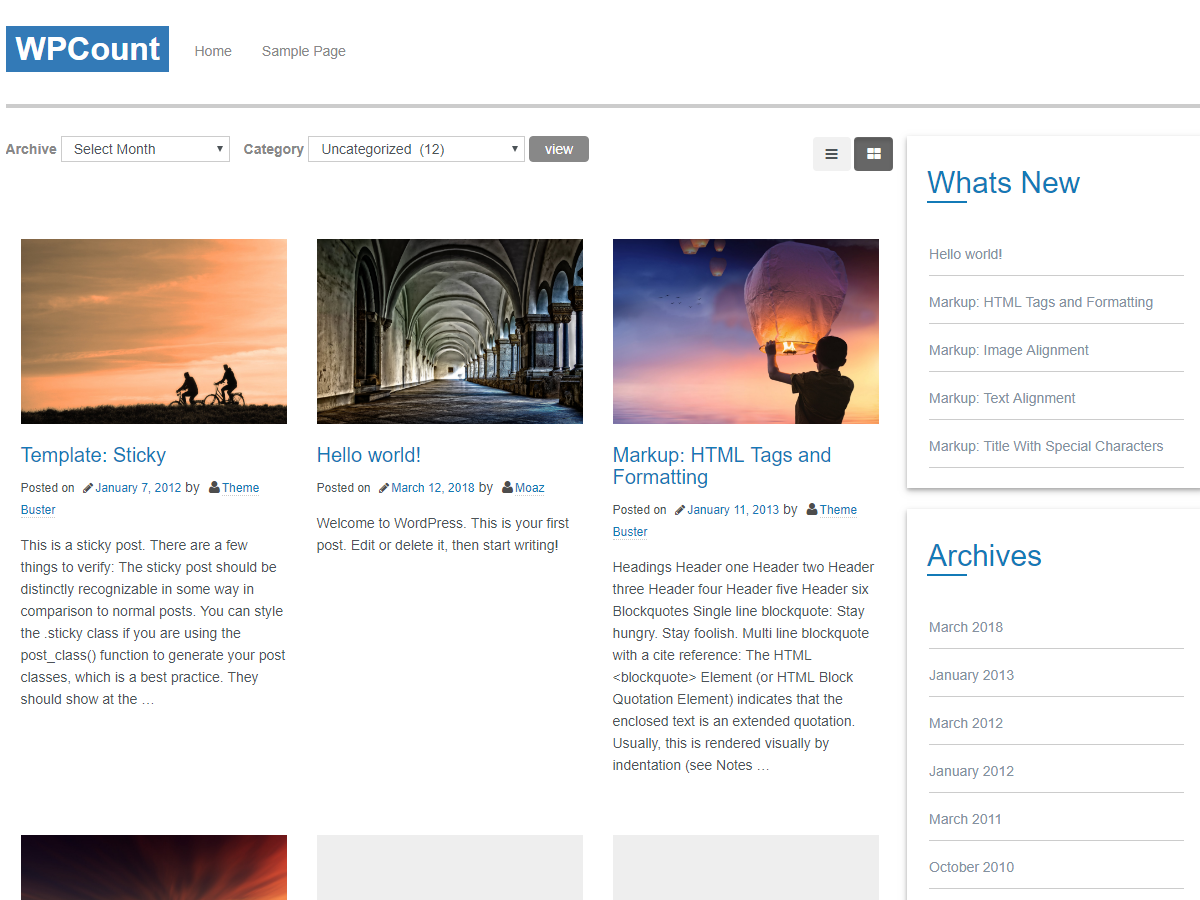 WPCount
Home
Sample Page
Archive
Select Month
Category
Uncategorized (12)
view
Template: Sticky
Posted on January 7, 2012 by Theme
Buster
This is a sticky post. There are a few
things to verify: The sticky post should be
distinctly recognizable in some way in
comparison to normal posts. You can style
the .sticky class if you are using the
post_class() function to generate your post
classes, which is a best practice. They
should show at the …
Hello world!
Posted on March 12, 2018 by Moaz
Welcome to WordPress. This is your first
post. Edit or delete it, then start writing!
Markup: HTML Tags and
Formatting
Posted on January 11, 2013 by Theme
Buster
Headings Header one Header two Header
three Header four Header five Header six
Blockquotes Single line blockquote: Stay
hungry. Stay foolish. Multi line blockquote
with a cite reference: The HTML
&lt;blockquote&gt; Element (or HTML Block
Quotation Element) indicates that the
enclosed text is an extended quotation.
Usually, this is rendered visually by
indentation (see Notes …
Whats New
Hello world!
Markup: HTML Tags and Formatting
Markup: Image Alignment
Markup: Text Alignment
Markup: Title With Special Characters
Archives
March 2018
January 2013
March 2012
January 2012
March 2011
October 2010